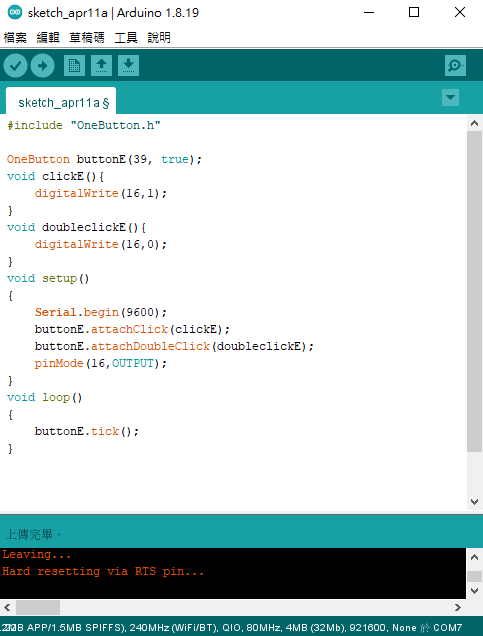 sketch_apr11a | Arduino 1.8.19
檔案 編輯 草稿碼 工具 說明
sketch_apr11a §
#include "OneButton.h"
OneButton buttonE(39, true);
void clickE(){
digitalWrite(16,1);
}
void doubleclickE(){
digitalWrite(16,0);
}
void setup()
{
Serial.begin(9600);
buttonE.attachClick(clickE);
buttonE.attachDoubleClick(doubleclickE);
pinMode(16,OUTPUT);
}
void loop()
{
buttonE.tick();
}
上傳完畢。
Leaving...
Hard resetting via RTS pin...
MB APP/1.5MB SPIFFS), 240MHz (WiFi/BT), QIO, 80MHz, 4MB (32Mb), 921600, None 於 COM7